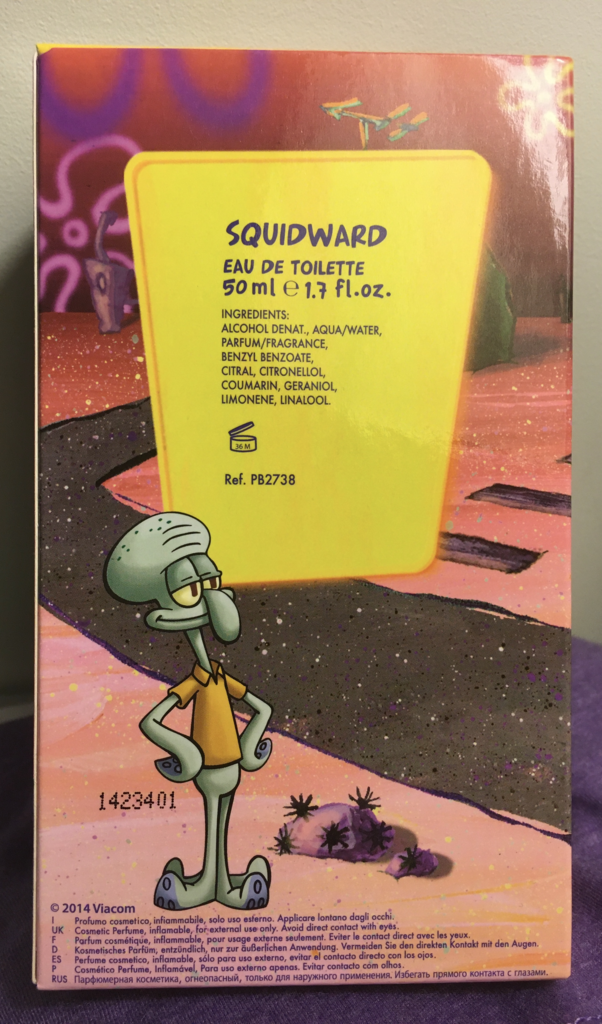 SQUIDWARD
EAU DE TOILETTE
50 ml e 1.7 fl.oz.
INGREDIENTS:
ALCOHOL DENAT., AQUA/WATER,
PARFUM/FRAGRANCE,
BENZYL BENZOATE,
CITRAL, CITRONELLOL,
COUMARIN, GERANIOL,
LIMONENE, LINALOOL.
36 M
Ref. PB2738
1423401
© 2014 Viacom
I Profumo cosmetico, infiammabile, solo uso esterno. Applicare lontano dagli occhi.
UK Cosmetic Perfume, inflammable, for external use only. Avoid direct contact with eyes.
F Parfum cosmétique, inflammable, pour usage externe seulement. Eviter le contact direct avec les yeux.
D Kosmetisches Parfüm, entzündlich, nur zur äußerlichen Anwendung. Vermeiden Sie den direkten Kontakt mit den Augen.
ES Perfume cosmetico, inflamable, sólo para uso externo, evitar el contacto directo con los ojos.
P Cosmético Perfume, Inflamável, Para uso externo apenas. Evitar contacto com olhos.
RUS Парфюмерная косметика, огнеопасный, только для наружного применения. Избегать прямого контакта с глазами.